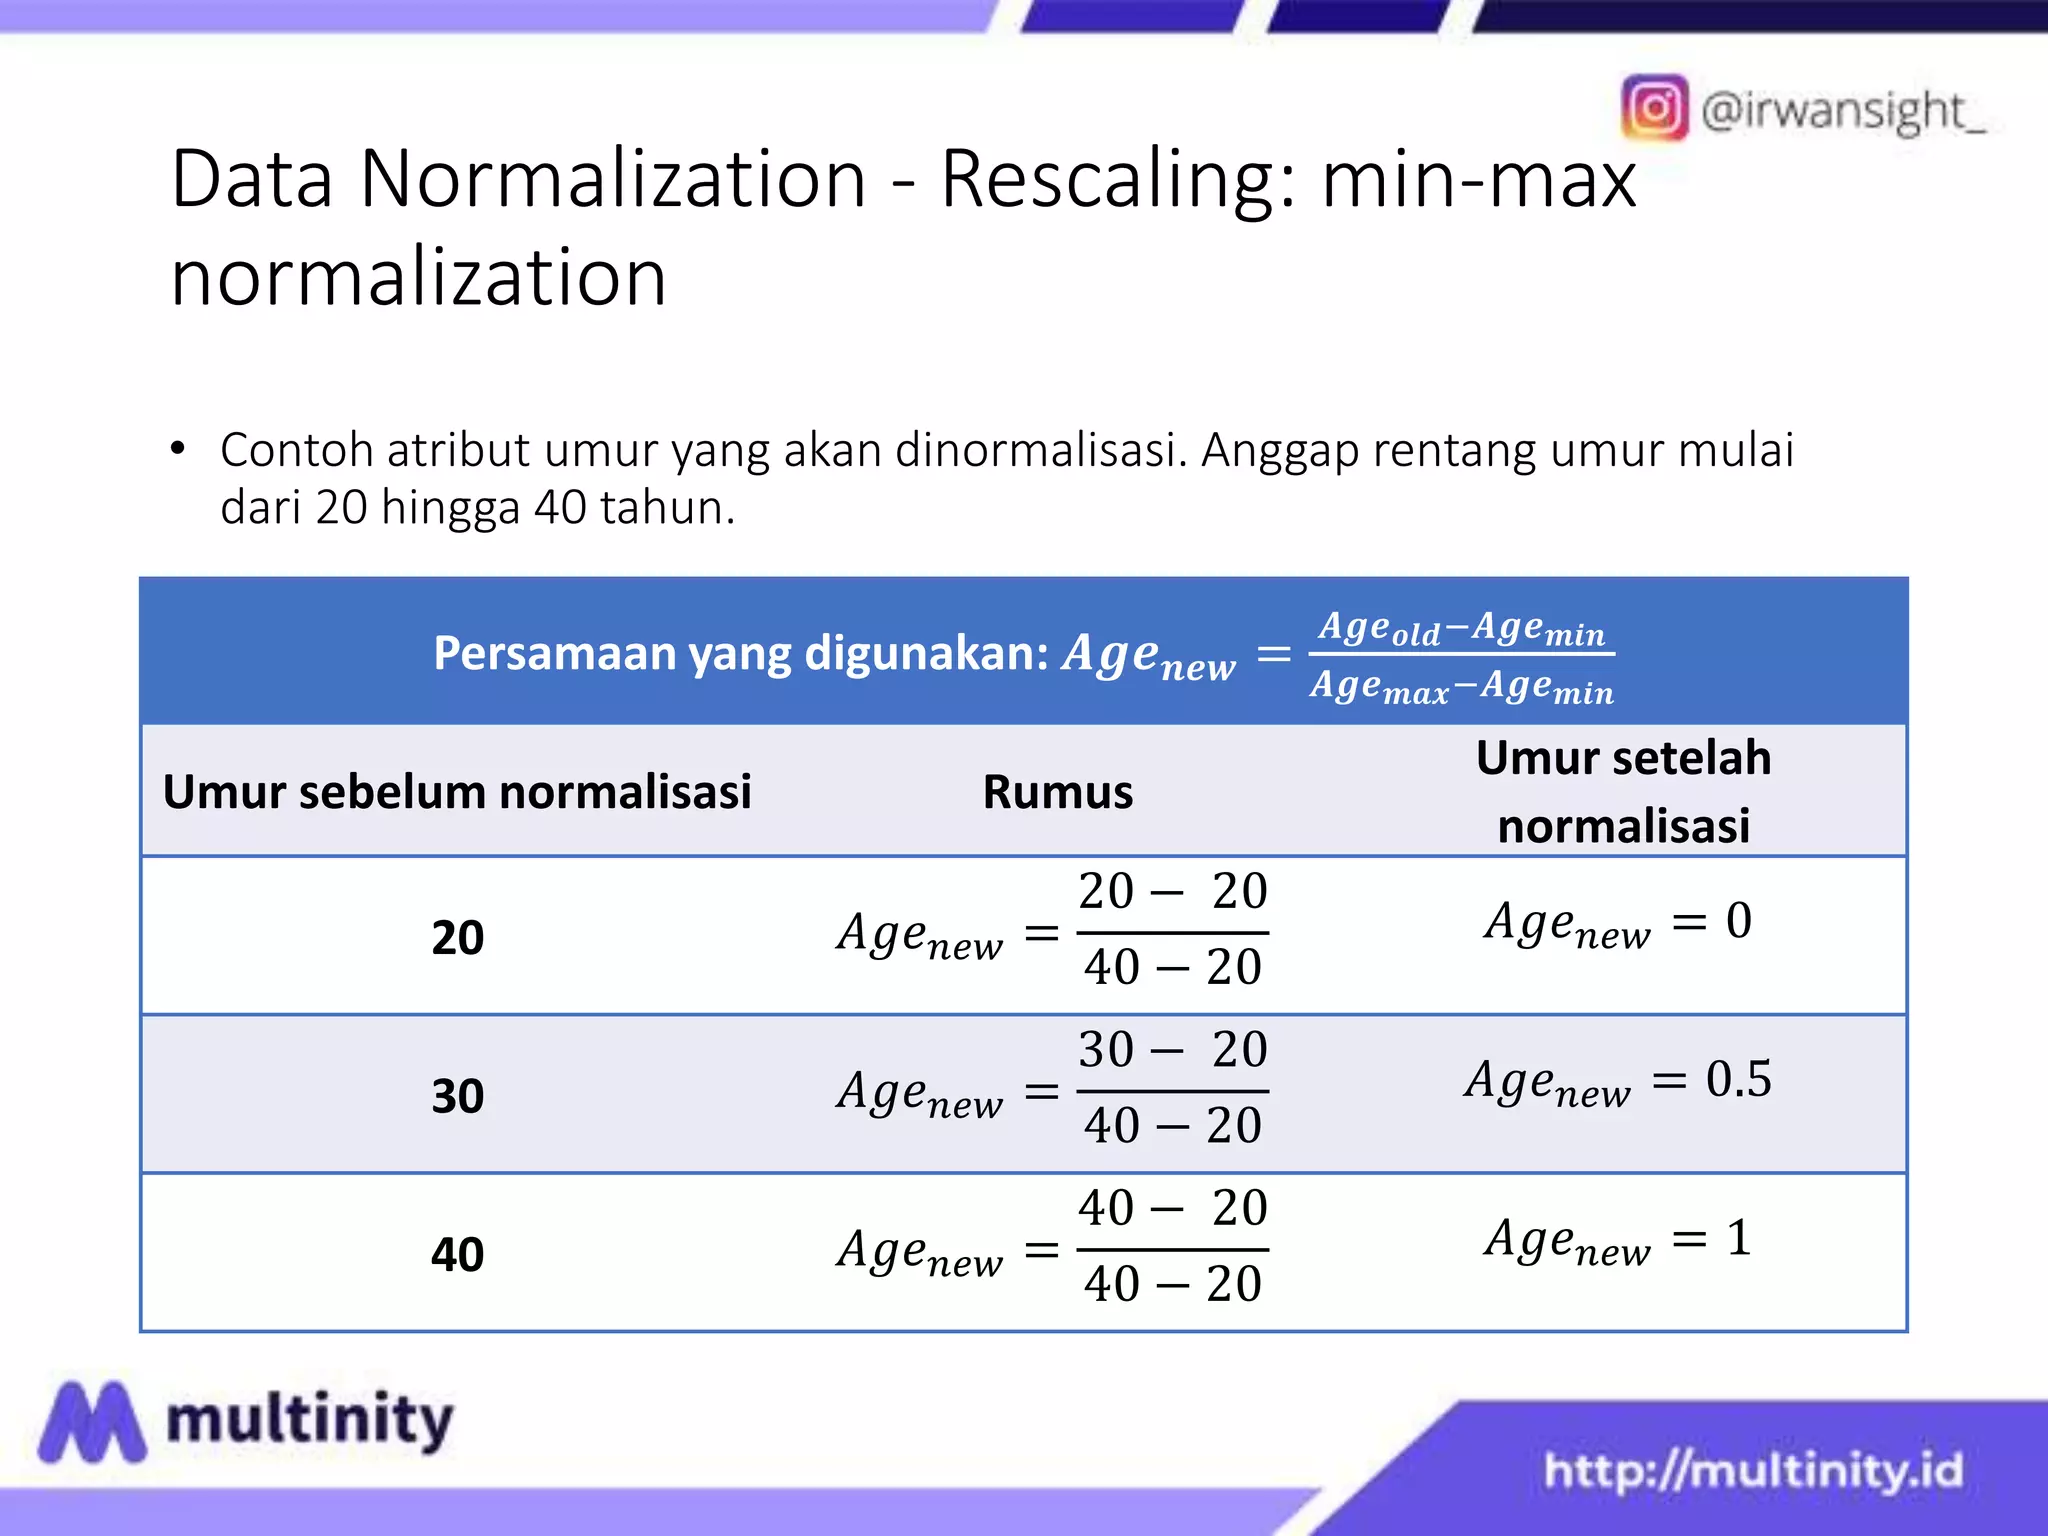 @irwansight_
Data Normalization - Rescaling: min-max
normalization
• Contoh atribut umur yang akan dinormalisasi. Anggap rentang umur mulai
dari 20 hingga 40 tahun.
Persamaan yang digunakan: Age_new = (Age_old−Age_min)/(Age_max−Age_min)
Umur sebelum normalisasi Rumus Umur setelah
normalisasi
20 Age_new = (20 − 20)/(40 − 20) Age_new = 0
30 Age_new = (30 − 20)/(40 − 20) Age_new = 0.5
40 Age_new = (40 − 20)/(40 − 20) Age_new = 1
multinity
http://multinity.id